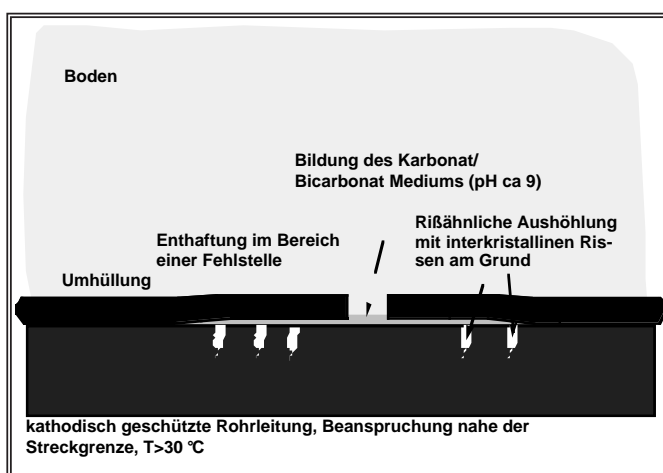 Boden
Bildung des Karbonat/
Bicarbonat Mediums (pH ca 9)
Enthaftung im Bereich
einer Fehlstelle
Rißähnliche Aushöhlung
mit interkristallinen Ris-
sen am Grund
Umhüllung
kathodisch geschützte Rohrleitung, Beanspruchung nahe der
Streckgrenze, T>30 °C